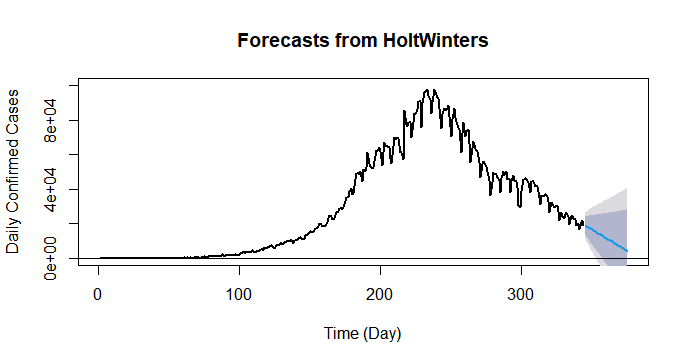 Forecasts from HoltWinters
Daily Confirmed Cases
8e+04
4e+04
0e+00
0 100 200 300
Time (Day)